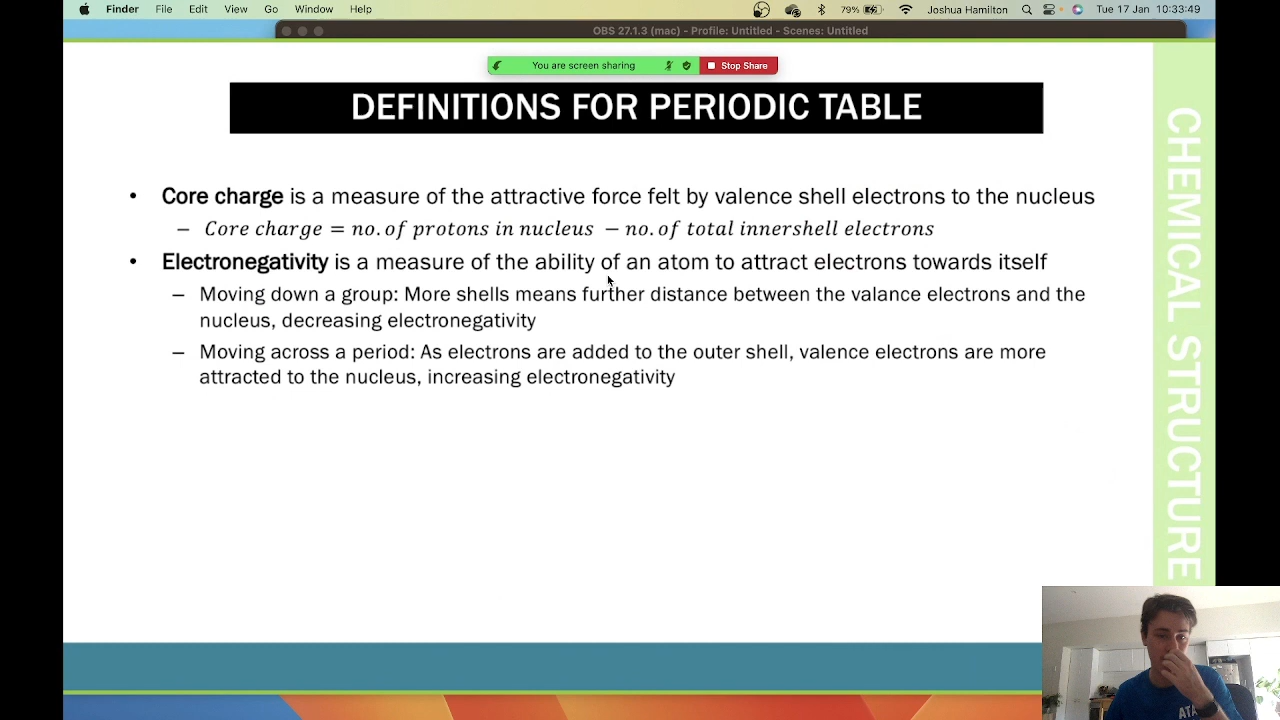 Finder File Edit View Go Window Help 79% Joshua Hamilton Tue 17 Jan 10:33:49
OBS 27.1.3 (mac) - Profile: Untitled - Scenes: Untitled
You are screen sharing Stop Share
DEFINITIONS FOR PERIODIC TABLE
• Core charge is a measure of the attractive force felt by valence shell electrons to the nucleus
– Core charge = no. of protons in nucleus − no. of total innershell electrons
• Electronegativity is a measure of the ability of an atom to attract electrons towards itself
– Moving down a group: More shells means further distance between the valance electrons and the
nucleus, decreasing electronegativity
– Moving across a period: As electrons are added to the outer shell, valence electrons are more
attracted to the nucleus, increasing electronegativity
CHEMICAL STRUCTURE
ATA